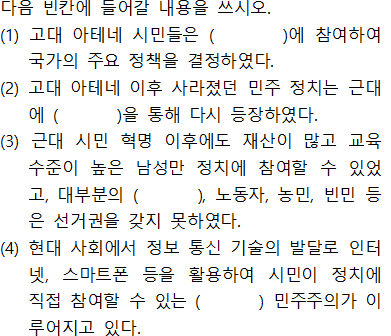 다음 빈칸에 들어갈 내용을 쓰시오.
(1) 고대 아테네 시민들은 (          )에 참여하여
국가의 주요 정책을 결정하였다.
(2) 고대 아테네 이후 사라졌던 민주 정치는 근대
에 (          )을 통해 다시 등장하였다.
(3) 근대 시민 혁명 이후에도 재산이 많고 교육
수준이 높은 남성만 정치에 참여할 수 있었
고, 대부분의 (          ), 노동자, 농민, 빈민 등
은 선거권을 갖지 못하였다.
(4) 현대 사회에서 정보 통신 기술의 발달로 인터
넷, 스마트폰 등을 활용하여 시민이 정치에
직접 참여할 수 있는 (          ) 민주주의가 이
루어지고 있다.